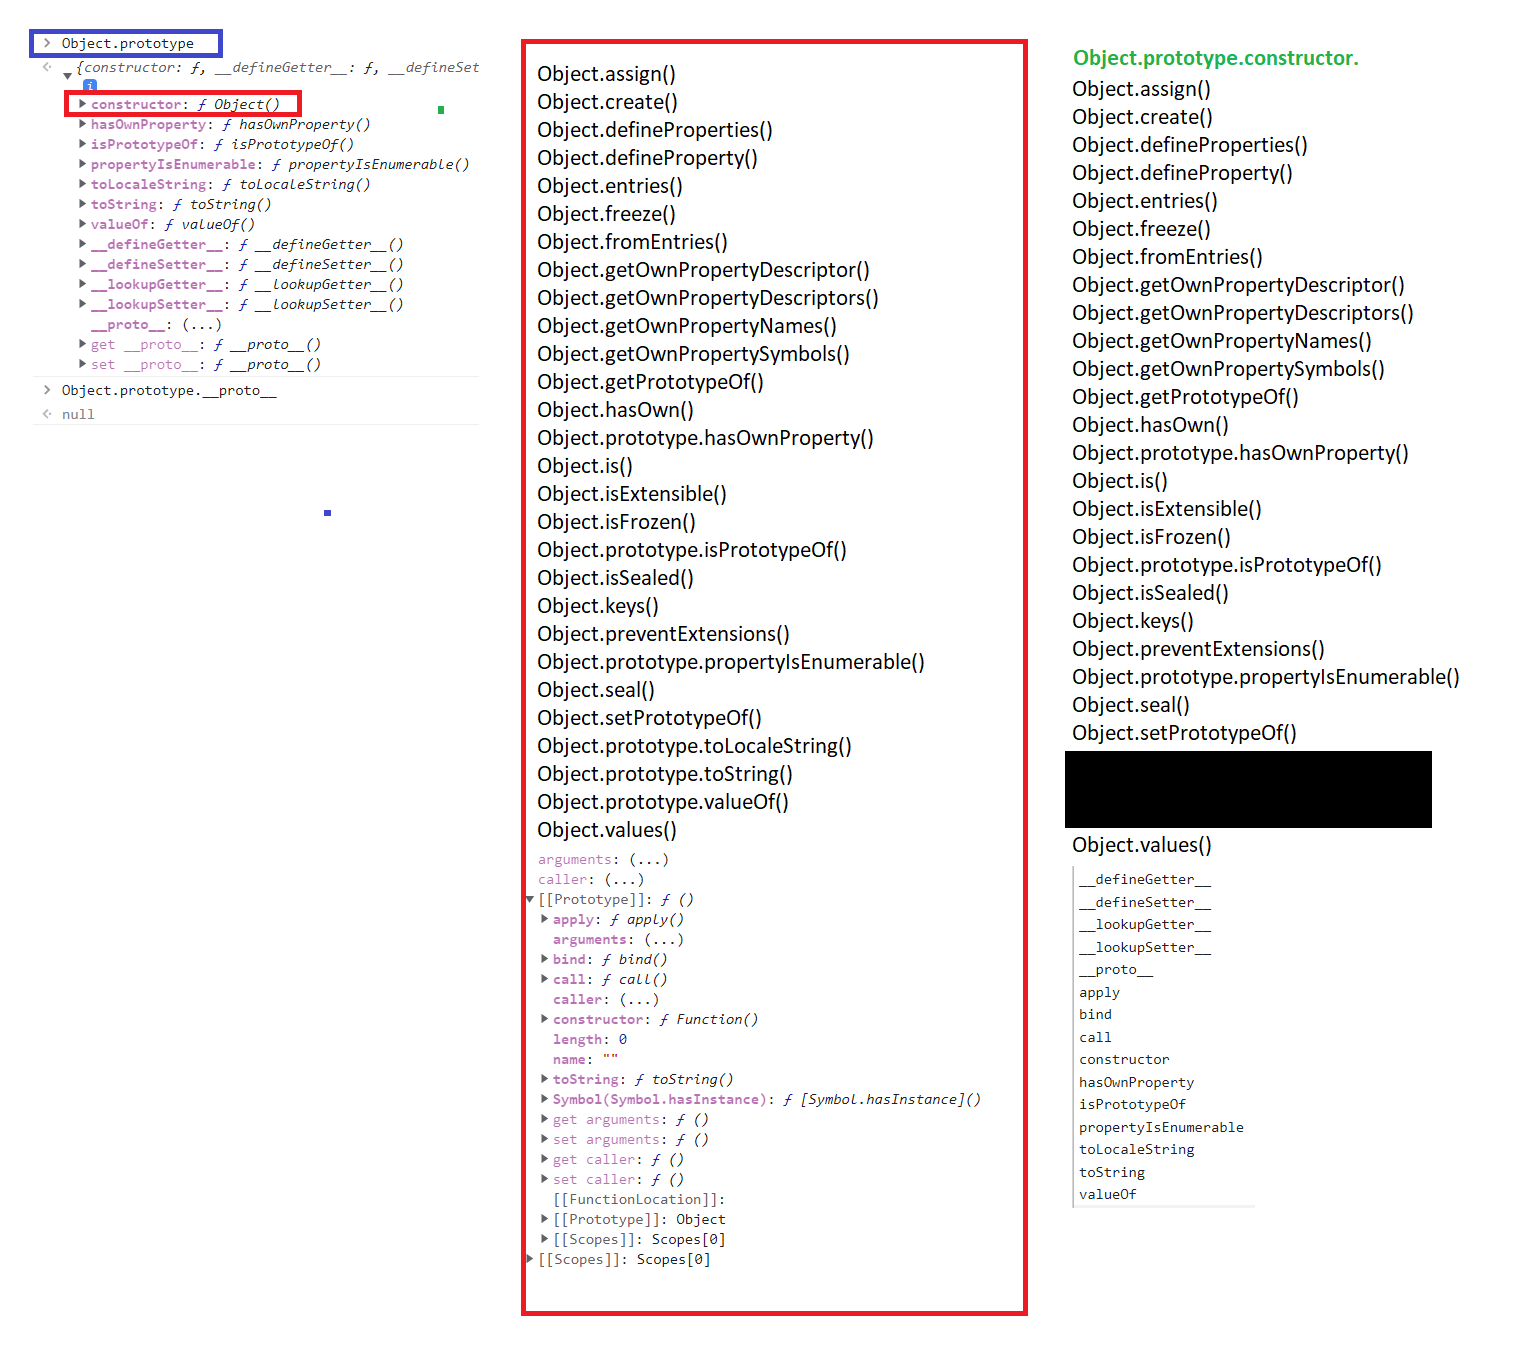 Object.prototype
{constructor: ƒ, __defineGetter__: ƒ, __defineSet
i
constructor: ƒ Object()
hasOwnProperty: ƒ hasOwnProperty()
isPrototypeOf: ƒ isPrototypeOf()
propertyIsEnumerable: ƒ propertyIsEnumerable()
toLocaleString: ƒ toLocaleString()
toString: ƒ toString()
valueOf: ƒ valueOf()
__defineGetter__: ƒ __defineGetter__()
__defineSetter__: ƒ __defineSetter__()
__lookupGetter__: ƒ __lookupGetter__()
__lookupSetter__: ƒ __lookupSetter__()
__proto__: (...)
get __proto__: ƒ __proto__()
set __proto__: ƒ __proto__()
Object.prototype.__proto__
null
Object.assign()
Object.create()
Object.defineProperties()
Object.defineProperty()
Object.entries()
Object.freeze()
Object.fromEntries()
Object.getOwnPropertyDescriptor()
Object.getOwnPropertyDescriptors()
Object.getOwnPropertyNames()
Object.getOwnPropertySymbols()
Object.getPrototypeOf()
Object.hasOwn()
Object.prototype.hasOwnProperty()
Object.is()
Object.isExtensible()
Object.isFrozen()
Object.prototype.isPrototypeOf()
Object.isSealed()
Object.keys()
Object.preventExtensions()
Object.prototype.propertyIsEnumerable()
Object.seal()
Object.setPrototypeOf()
Object.prototype.toLocaleString()
Object.prototype.toString()
Object.prototype.valueOf()
Object.values()
arguments: (...)
caller: (...)
[[Prototype]]: ƒ ()
apply: ƒ apply()
arguments: (...)
bind: ƒ bind()
call: ƒ call()
caller: (...)
constructor: ƒ Function()
length: 0
name: ""
toString: ƒ toString()
Symbol(Symbol.hasInstance): ƒ [Symbol.hasInstance]()
get arguments: ƒ ()
set arguments: ƒ ()
get caller: ƒ ()
set caller: ƒ ()
[[FunctionLocation]]:
[[Prototype]]: Object
[[Scopes]]: Scopes[0]
[[Scopes]]: Scopes[0]
Object.prototype.constructor.
Object.assign()
Object.create()
Object.defineProperties()
Object.defineProperty()
Object.entries()
Object.freeze()
Object.fromEntries()
Object.getOwnPropertyDescriptor()
Object.getOwnPropertyDescriptors()
Object.getOwnPropertyNames()
Object.getOwnPropertySymbols()
Object.getPrototypeOf()
Object.hasOwn()
Object.prototype.hasOwnProperty()
Object.is()
Object.isExtensible()
Object.isFrozen()
Object.prototype.isPrototypeOf()
Object.isSealed()
Object.keys()
Object.preventExtensions()
Object.prototype.propertyIsEnumerable()
Object.seal()
Object.setPrototypeOf()
Object.values()
__defineGetter__
__defineSetter__
__lookupGetter__
__lookupSetter__
__proto__
apply
bind
call
constructor
hasOwnProperty
isPrototypeOf
propertyIsEnumerable
toLocaleString
toString
valueOf